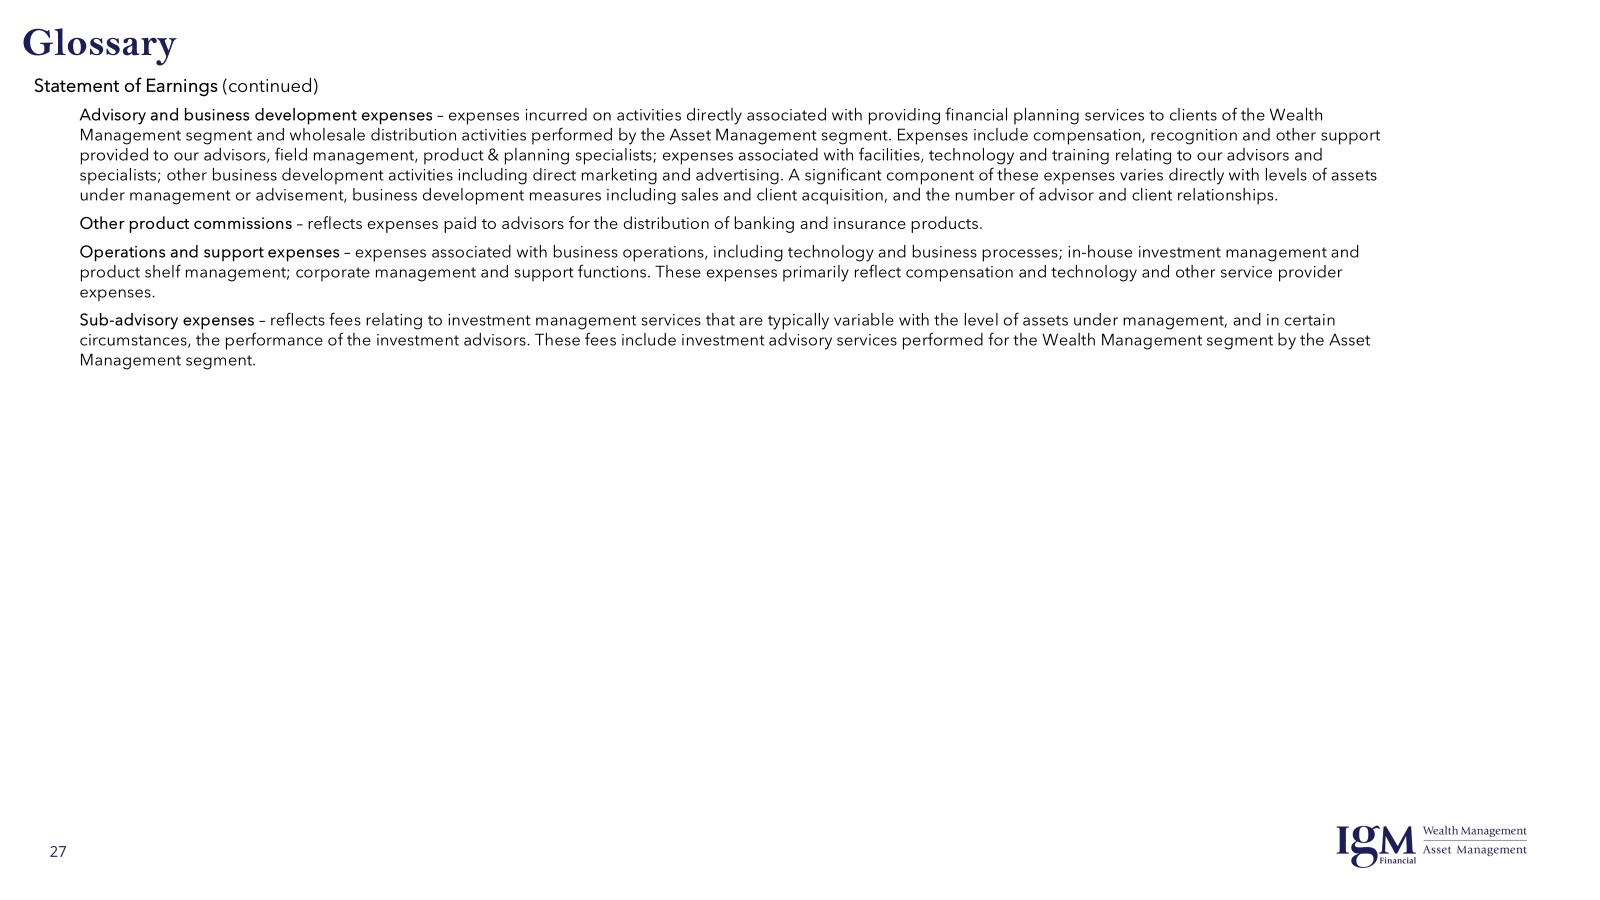 Glossary
Statement of Earnings (continued)
Advisory and business development expenses – expenses incurred on activities directly associated with providing financial planning services to clients of the Wealth
Management segment and wholesale distribution activities performed by the Asset Management segment. Expenses include compensation, recognition and other support
provided to our advisors, field management, product & planning specialists; expenses associated with facilities, technology and training relating to our advisors and
specialists; other business development activities including direct marketing and advertising. A significant component of these expenses varies directly with levels of assets
under management or advisement, business development measures including sales and client acquisition, and the number of advisor and client relationships.
Other product commissions – reflects expenses paid to advisors for the distribution of banking and insurance products.
Operations and support expenses – expenses associated with business operations, including technology and business processes; in-house investment management and
product shelf management; corporate management and support functions. These expenses primarily reflect compensation and technology and other service provider
expenses.
Sub-advisory expenses – reflects fees relating to investment management services that are typically variable with the level of assets under management, and in certain
circumstances, the performance of the investment advisors. These fees include investment advisory services performed for the Wealth Management segment by the Asset
Management segment.
27
IgM
Financial
Wealth Management
Asset Management